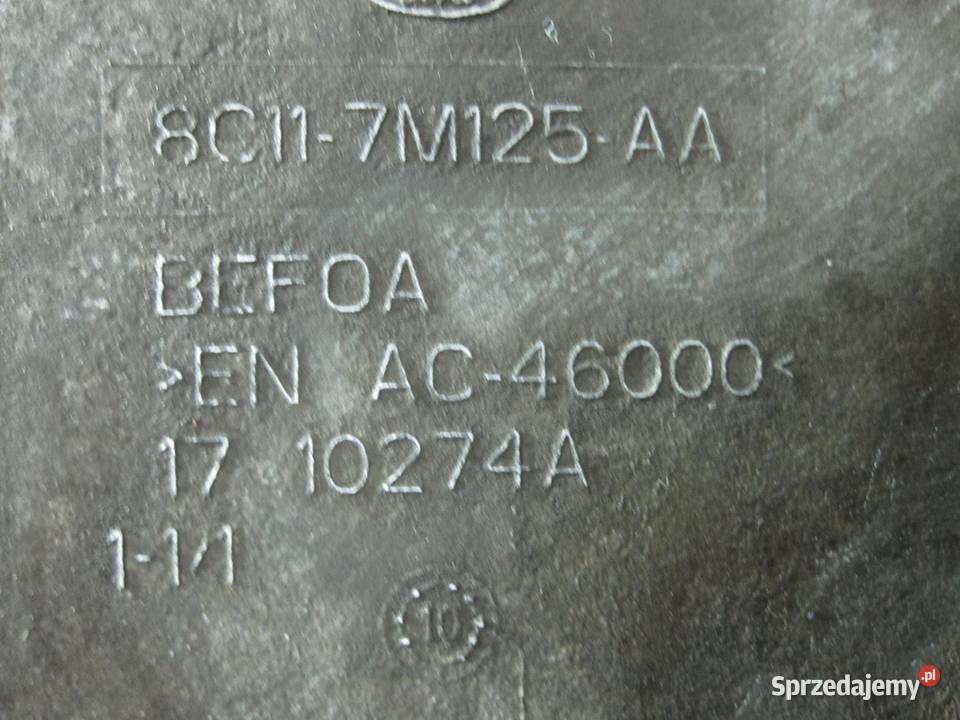 8C11-7M125-AA
BEFOA
>EN AC-46000<
17 10274A
1-1/1
10
Sprzedajemy.pl